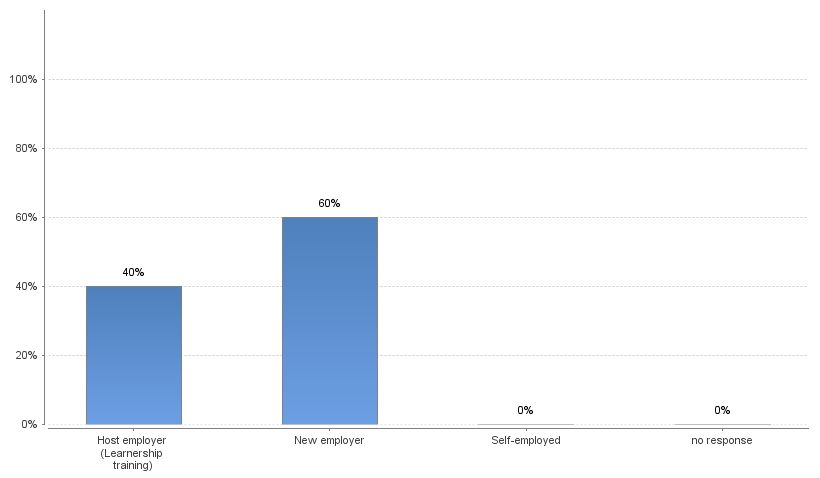 100%
80%
60%
40%
20%
0%
40%
60%
0%
0%
Host employer
(Learnership
training)
New employer
Self-employed
no response